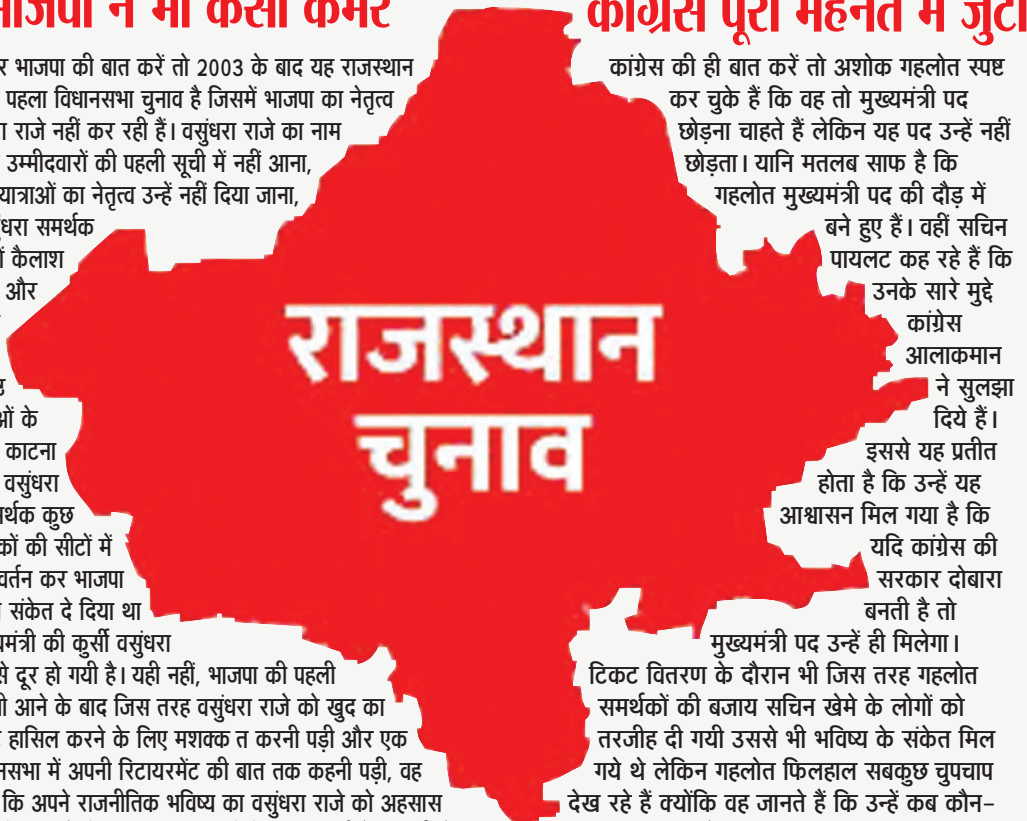 भाजपा ने भी कसी कमर
भाजपा की बात करें तो 2003 के बाद यह राजस्थान
पहला विधानसभा चुनाव है जिसमें भाजपा का नेतृत्व
राजे नहीं कर रही हैं। वसुंधरा राजे का नाम
उम्मीदवारों की पहली सूची में नहीं आना,
यात्राओं का नेतृत्व उन्हें नहीं दिया जाना,
समर्थक
कैलाश
और
के
काटना
वसुंधरा
कुछ
की सीटों में
कर भाजपा
संकेत दे दिया था
की कुर्सी वसुंधरा
से दूर हो गयी है। यही नहीं, भाजपा की पहली
आने के बाद जिस तरह वसुंधरा राजे को खुद का
हासिल करने के लिए मशक्क त करनी पड़ी और एक
में अपनी रिटायरमेंट की बात तक कहनी पड़ी, वह
कि अपने राजनीतिक भविष्य का वसुंधरा राजे को अहसास
राजस्थान
चुनाव
कांग्रेस पूरी मेहनत में जुटी
कांग्रेस की ही बात करें तो अशोक गहलोत स्पष्ट
कर चुके हैं कि वह तो मुख्यमंत्री पद
छोड़ना चाहते हैं लेकिन यह पद उन्हें नहीं
छोड़ता। यानि मतलब साफ है कि
गहलोत मुख्यमंत्री पद की दौड़ में
बने हुए हैं। वहीं सचिन
पायलट कह रहे हैं कि
उनके सारे मुद्दे
कांग्रेस
आलाकमान
ने सुलझा
दिये हैं।
इससे यह प्रतीत
होता है कि उन्हें यह
आश्वासन मिल गया है कि
यदि कांग्रेस की
सरकार दोबारा
बनती है तो
मुख्यमंत्री पद उन्हें ही मिलेगा।
टिकट वितरण के दौरान भी जिस तरह गहलोत
समर्थकों की बजाय सचिन खेमे के लोगों को
तरजीह दी गयी उससे भी भविष्य के संकेत मिल
गये थे लेकिन गहलोत फिलहाल सबकुछ चुपचाप
देख रहे हैं क्योंकि वह जानते हैं कि उन्हें कब कौन-